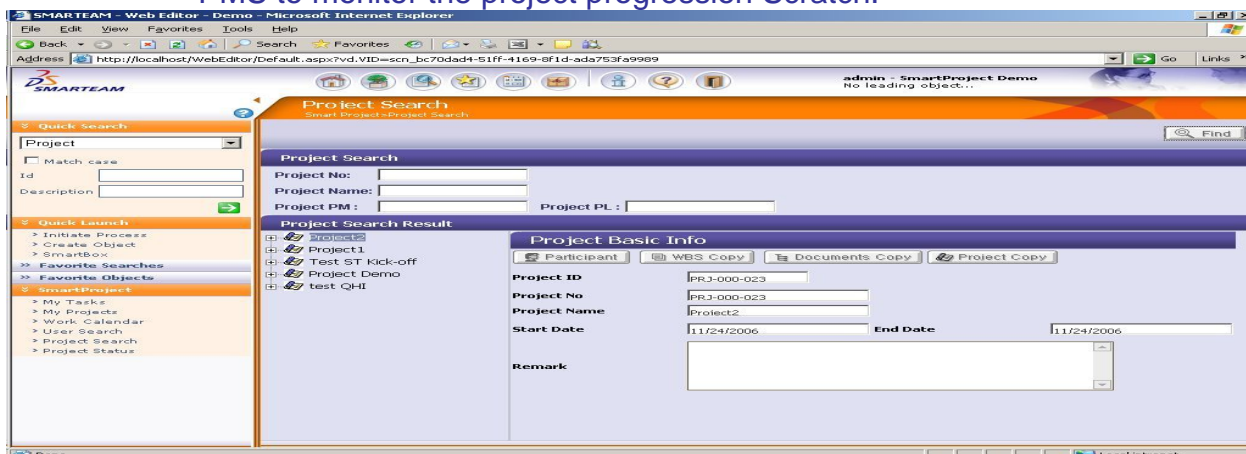 PMS to monitor the project progression Scratch.
SMARTEAM - Web Editor - Demo - Microsoft Internet Explorer
File Edit View Favorites Tools Help
Back Search Favorites
Address http://localhost/WebEditor/Default.aspx?vd.VID=scn_bc70dad4-51ff-4169-8f1d-ada753fa9989 Go Links
SMARTEAM
admin - SmartProject Demo
No leading object...
Project Search
Smart Project>Project Search
Quick Search
Project
Match case
Id
Description
Quick Launch
> Initiate Process
> Create Object
> SmartBox
>> Favorite Searches
>> Favorite Objects
SmartProject
> My Tasks
> My Projects
> Work Calendar
> User Search
> Project Search
> Project Status
Find
Project Search
Project No:
Project Name:
Project PM : Project PL :
Project Search Result
Project2
Project1
Test ST Kick-off
Project Demo
test QHI
Project Basic Info
Participant WBS Copy Documents Copy Project Copy
Project ID PRJ-000-023
Project No PRJ-000-023
Project Name Project2
Start Date 11/24/2006 End Date 11/24/2006
Remark